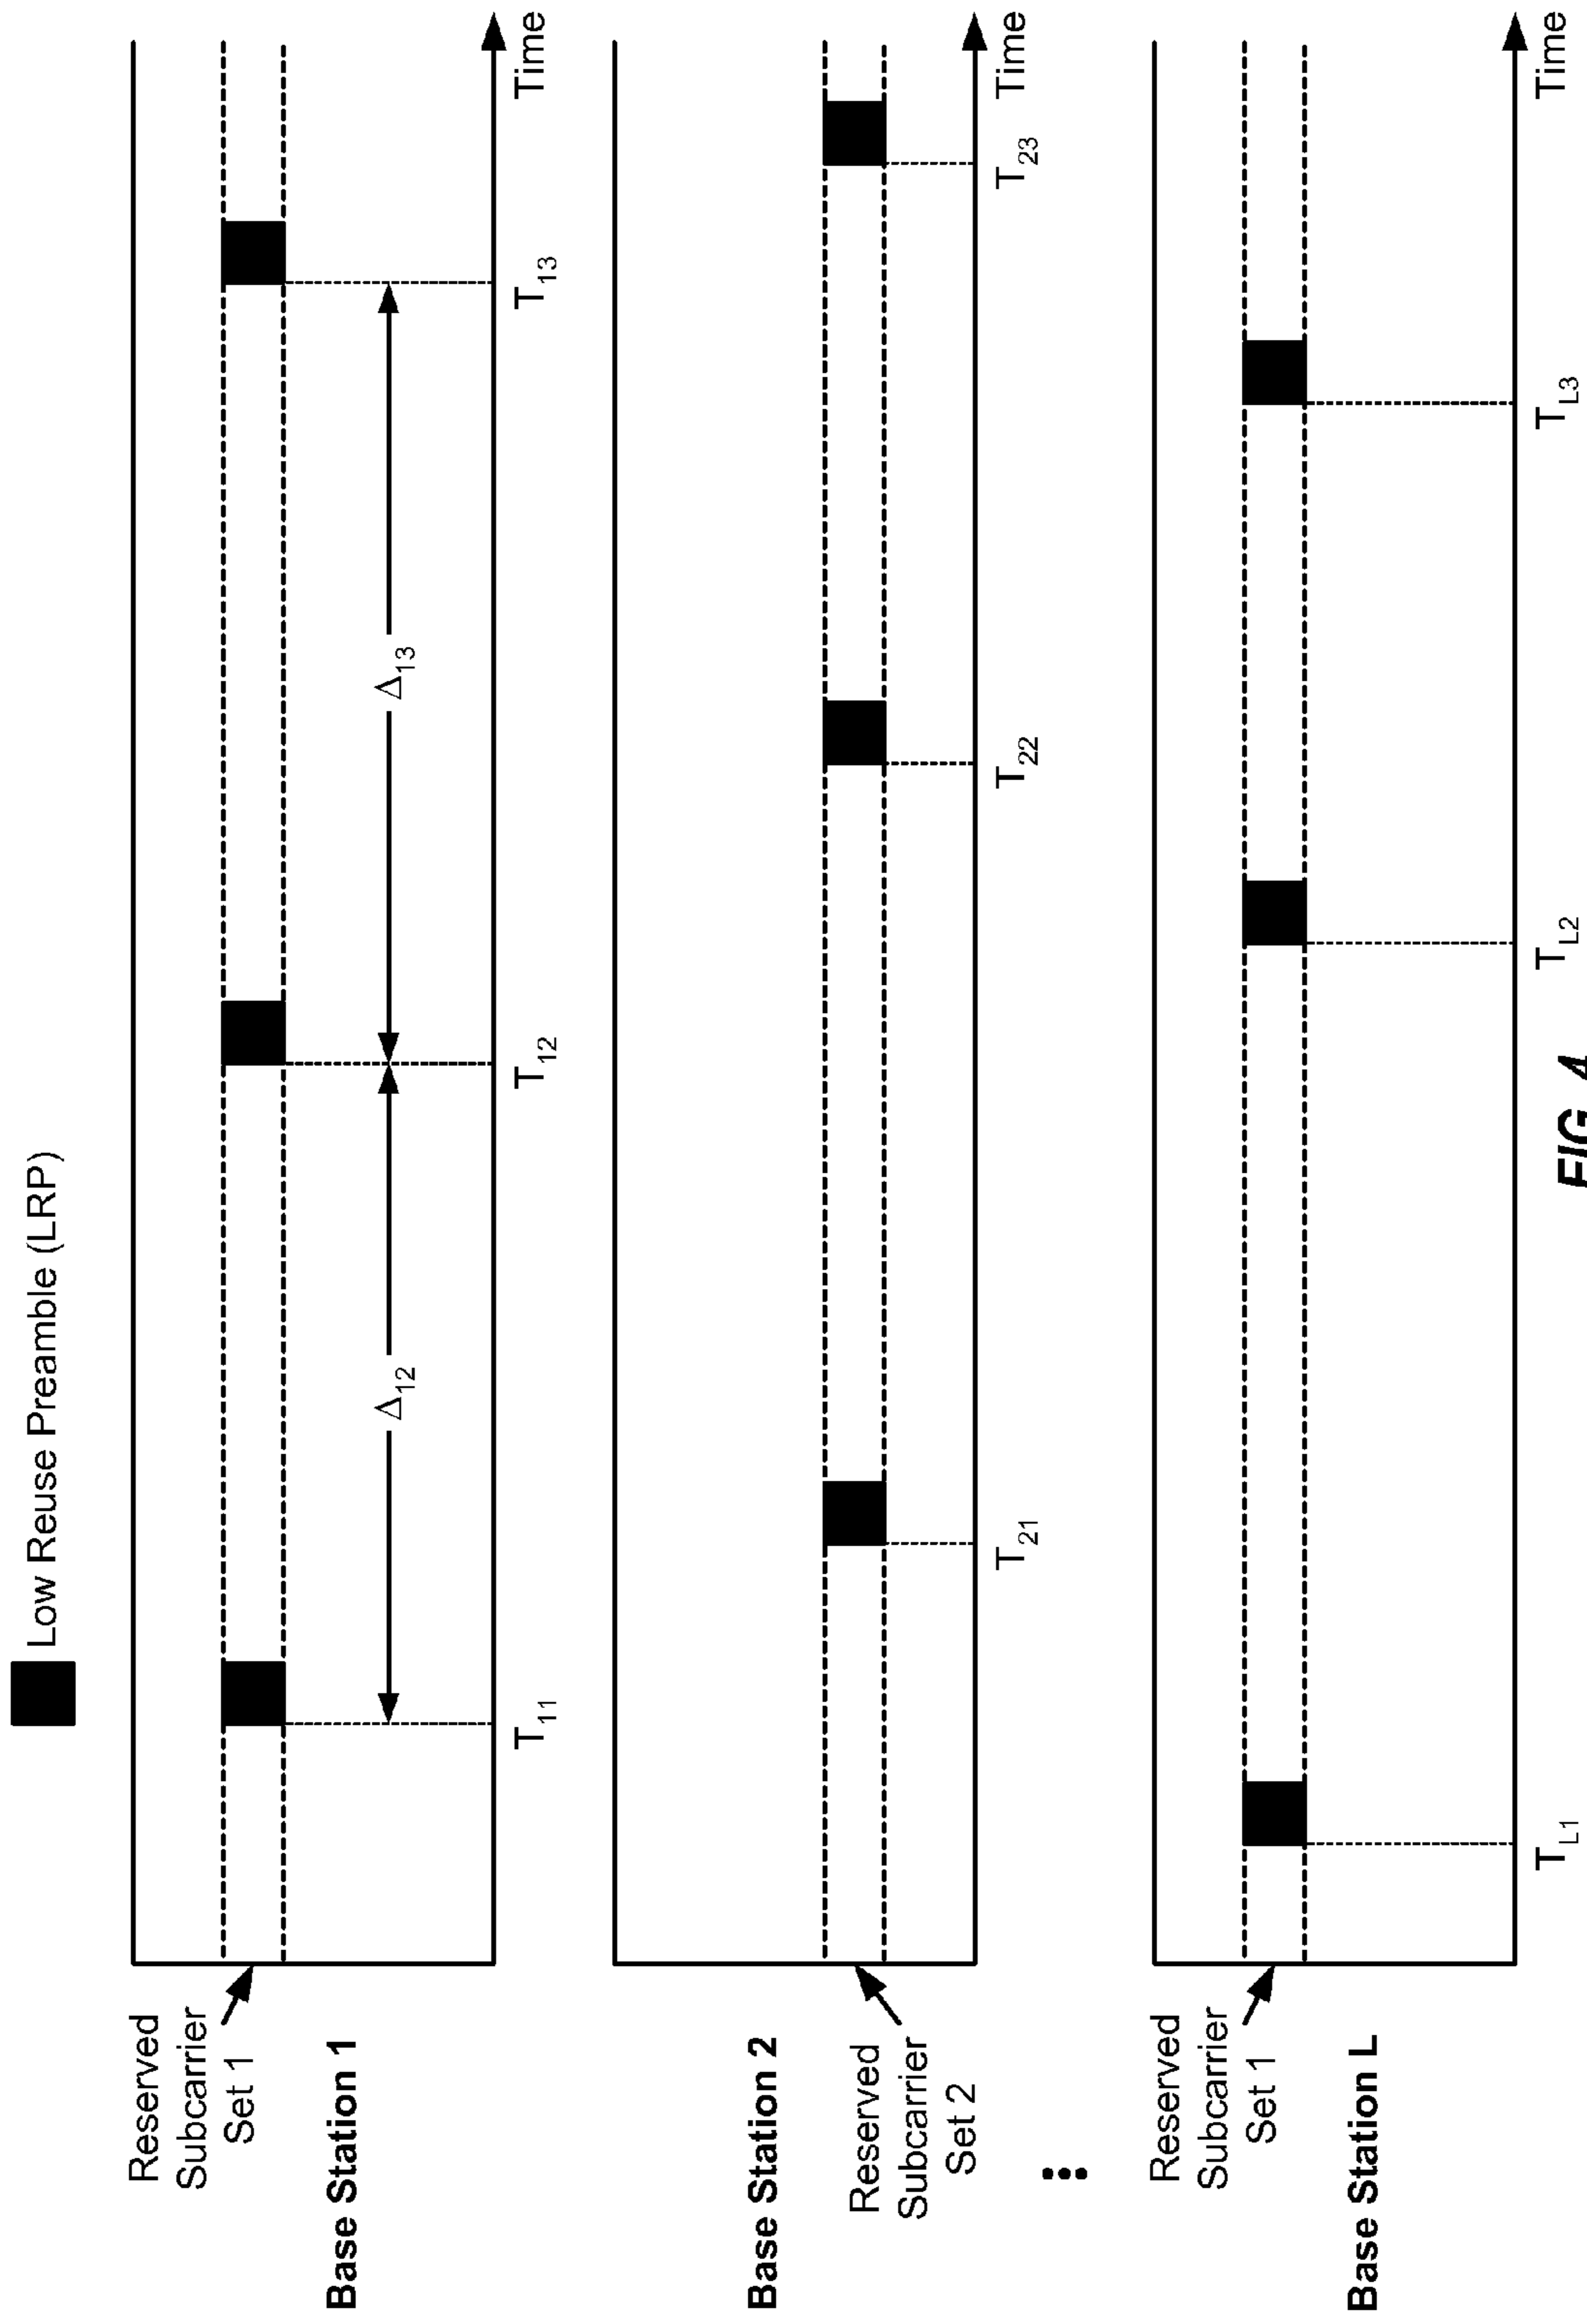 Low Reuse Preamble (LRP)
Reserved
Subcarrier
Set 1
Base Station 1
Δ12
Δ13
T11
T12
T13
Time
Base Station 2
Reserved
Subcarrier
Set 2
T21
T22
T23
Time
Reserved
Subcarrier
Set 1
Base Station L
TL1
TL2
TL3
Time
FIG. 4